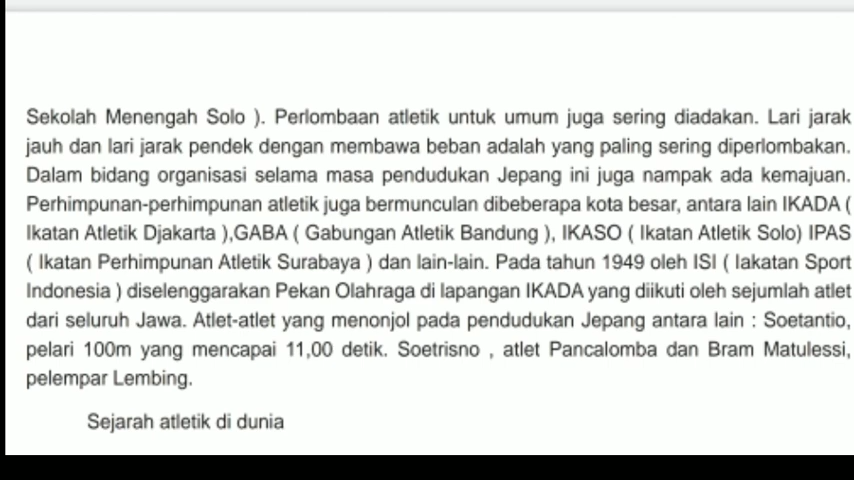 Sekolah Menengah Solo ). Perlombaan atletik untuk umum juga sering diadakan. Lari jarak
jauh dan lari jarak pendek dengan membawa beban adalah yang paling sering diperlombakan.
Dalam bidang organisasi selama masa pendudukan Jepang ini juga nampak ada kemajuan.
Perhimpunan-perhimpunan atletik juga bermunculan dibeberapa kota besar, antara lain IKADA (
Ikatan Atletik Djakarta ),GABA ( Gabungan Atletik Bandung ), IKASO ( Ikatan Atletik Solo) IPAS
( Ikatan Perhimpunan Atletik Surabaya ) dan lain-lain. Pada tahun 1949 oleh ISI ( Iakatan Sport
Indonesia ) diselenggarakan Pekan Olahraga di lapangan IKADA yang diikuti oleh sejumlah atlet
dari seluruh Jawa. Atlet-atlet yang menonjol pada pendudukan Jepang antara lain : Soetantio,
pelari 100m yang mencapai 11,00 detik. Soetrisno , atlet Pancalomba dan Bram Matulessi,
pelempar Lembing.
Sejarah atletik di dunia